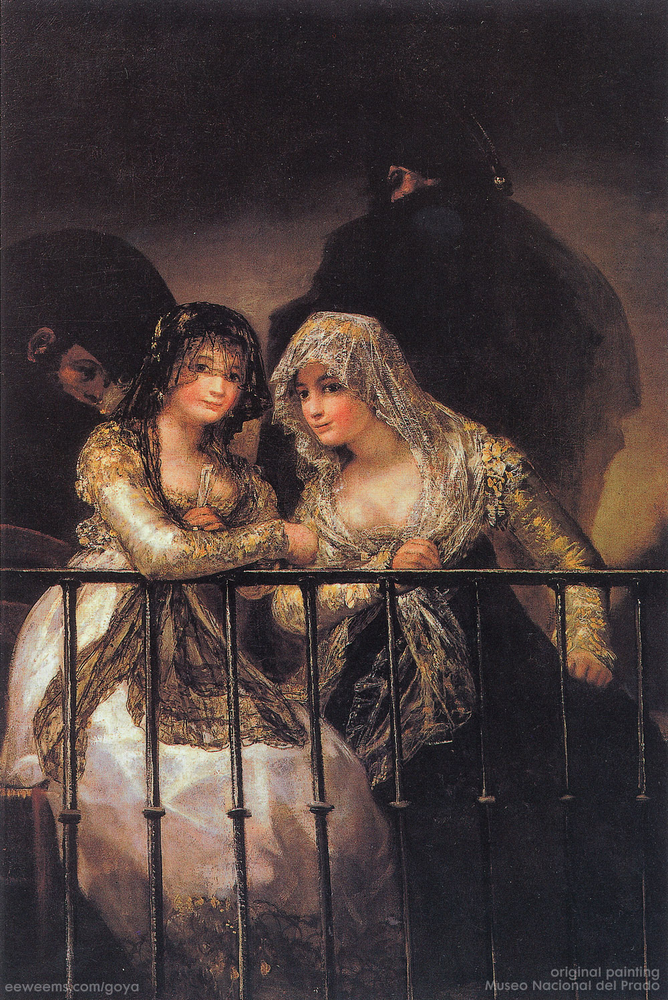 eeweems.com/goya
original painting
Museo Nacional del Prado